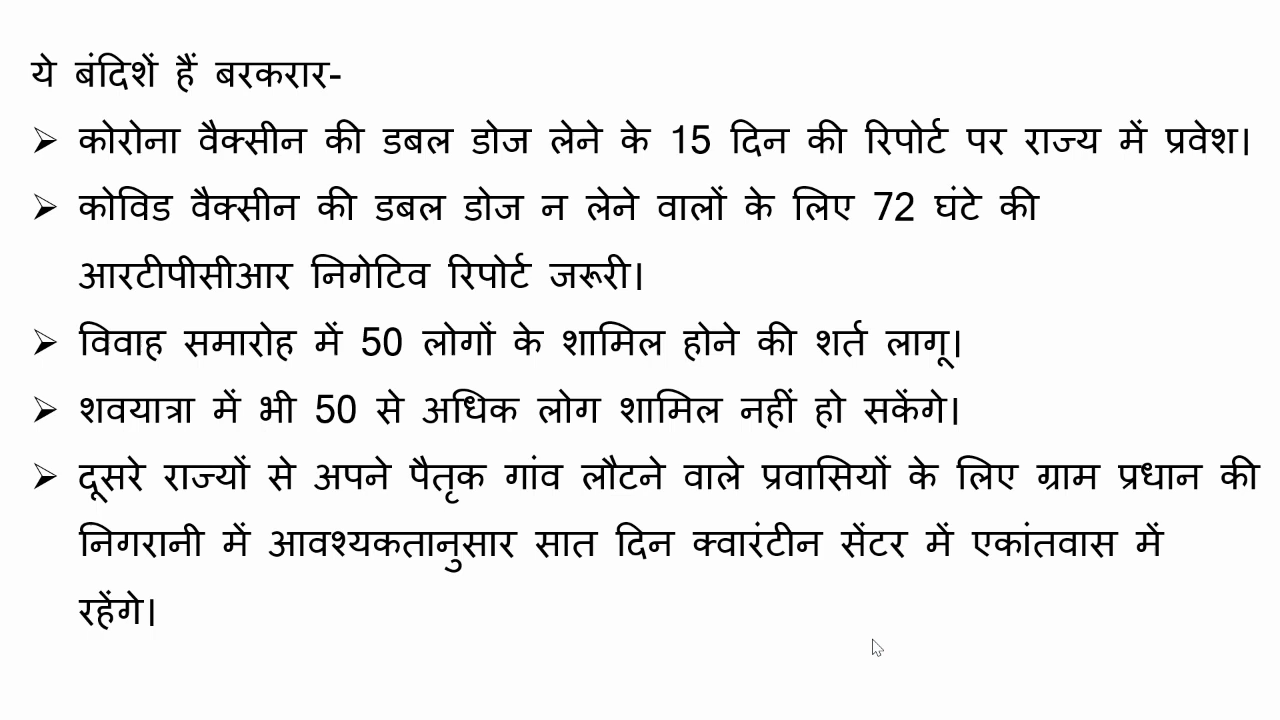 ये बंदिशें हैं बरकरार-
➢ कोरोना वैक्सीन की डबल डोज लेने के 15 दिन की रिपोर्ट पर राज्य में प्रवेश।
➢ कोविड वैक्सीन की डबल डोज न लेने वालों के लिए 72 घंटे की
आरटीपीसीआर निगेटिव रिपोर्ट जरूरी।
➢ विवाह समारोह में 50 लोगों के शामिल होने की शर्त लागू।
➢ शवयात्रा में भी 50 से अधिक लोग शामिल नहीं हो सकेंगे।
➢ दूसरे राज्यों से अपने पैतृक गांव लौटने वाले प्रवासियों के लिए ग्राम प्रधान की
निगरानी में आवश्यकतानुसार सात दिन क्वारंटीन सेंटर में एकांतवास में
रहेंगे।